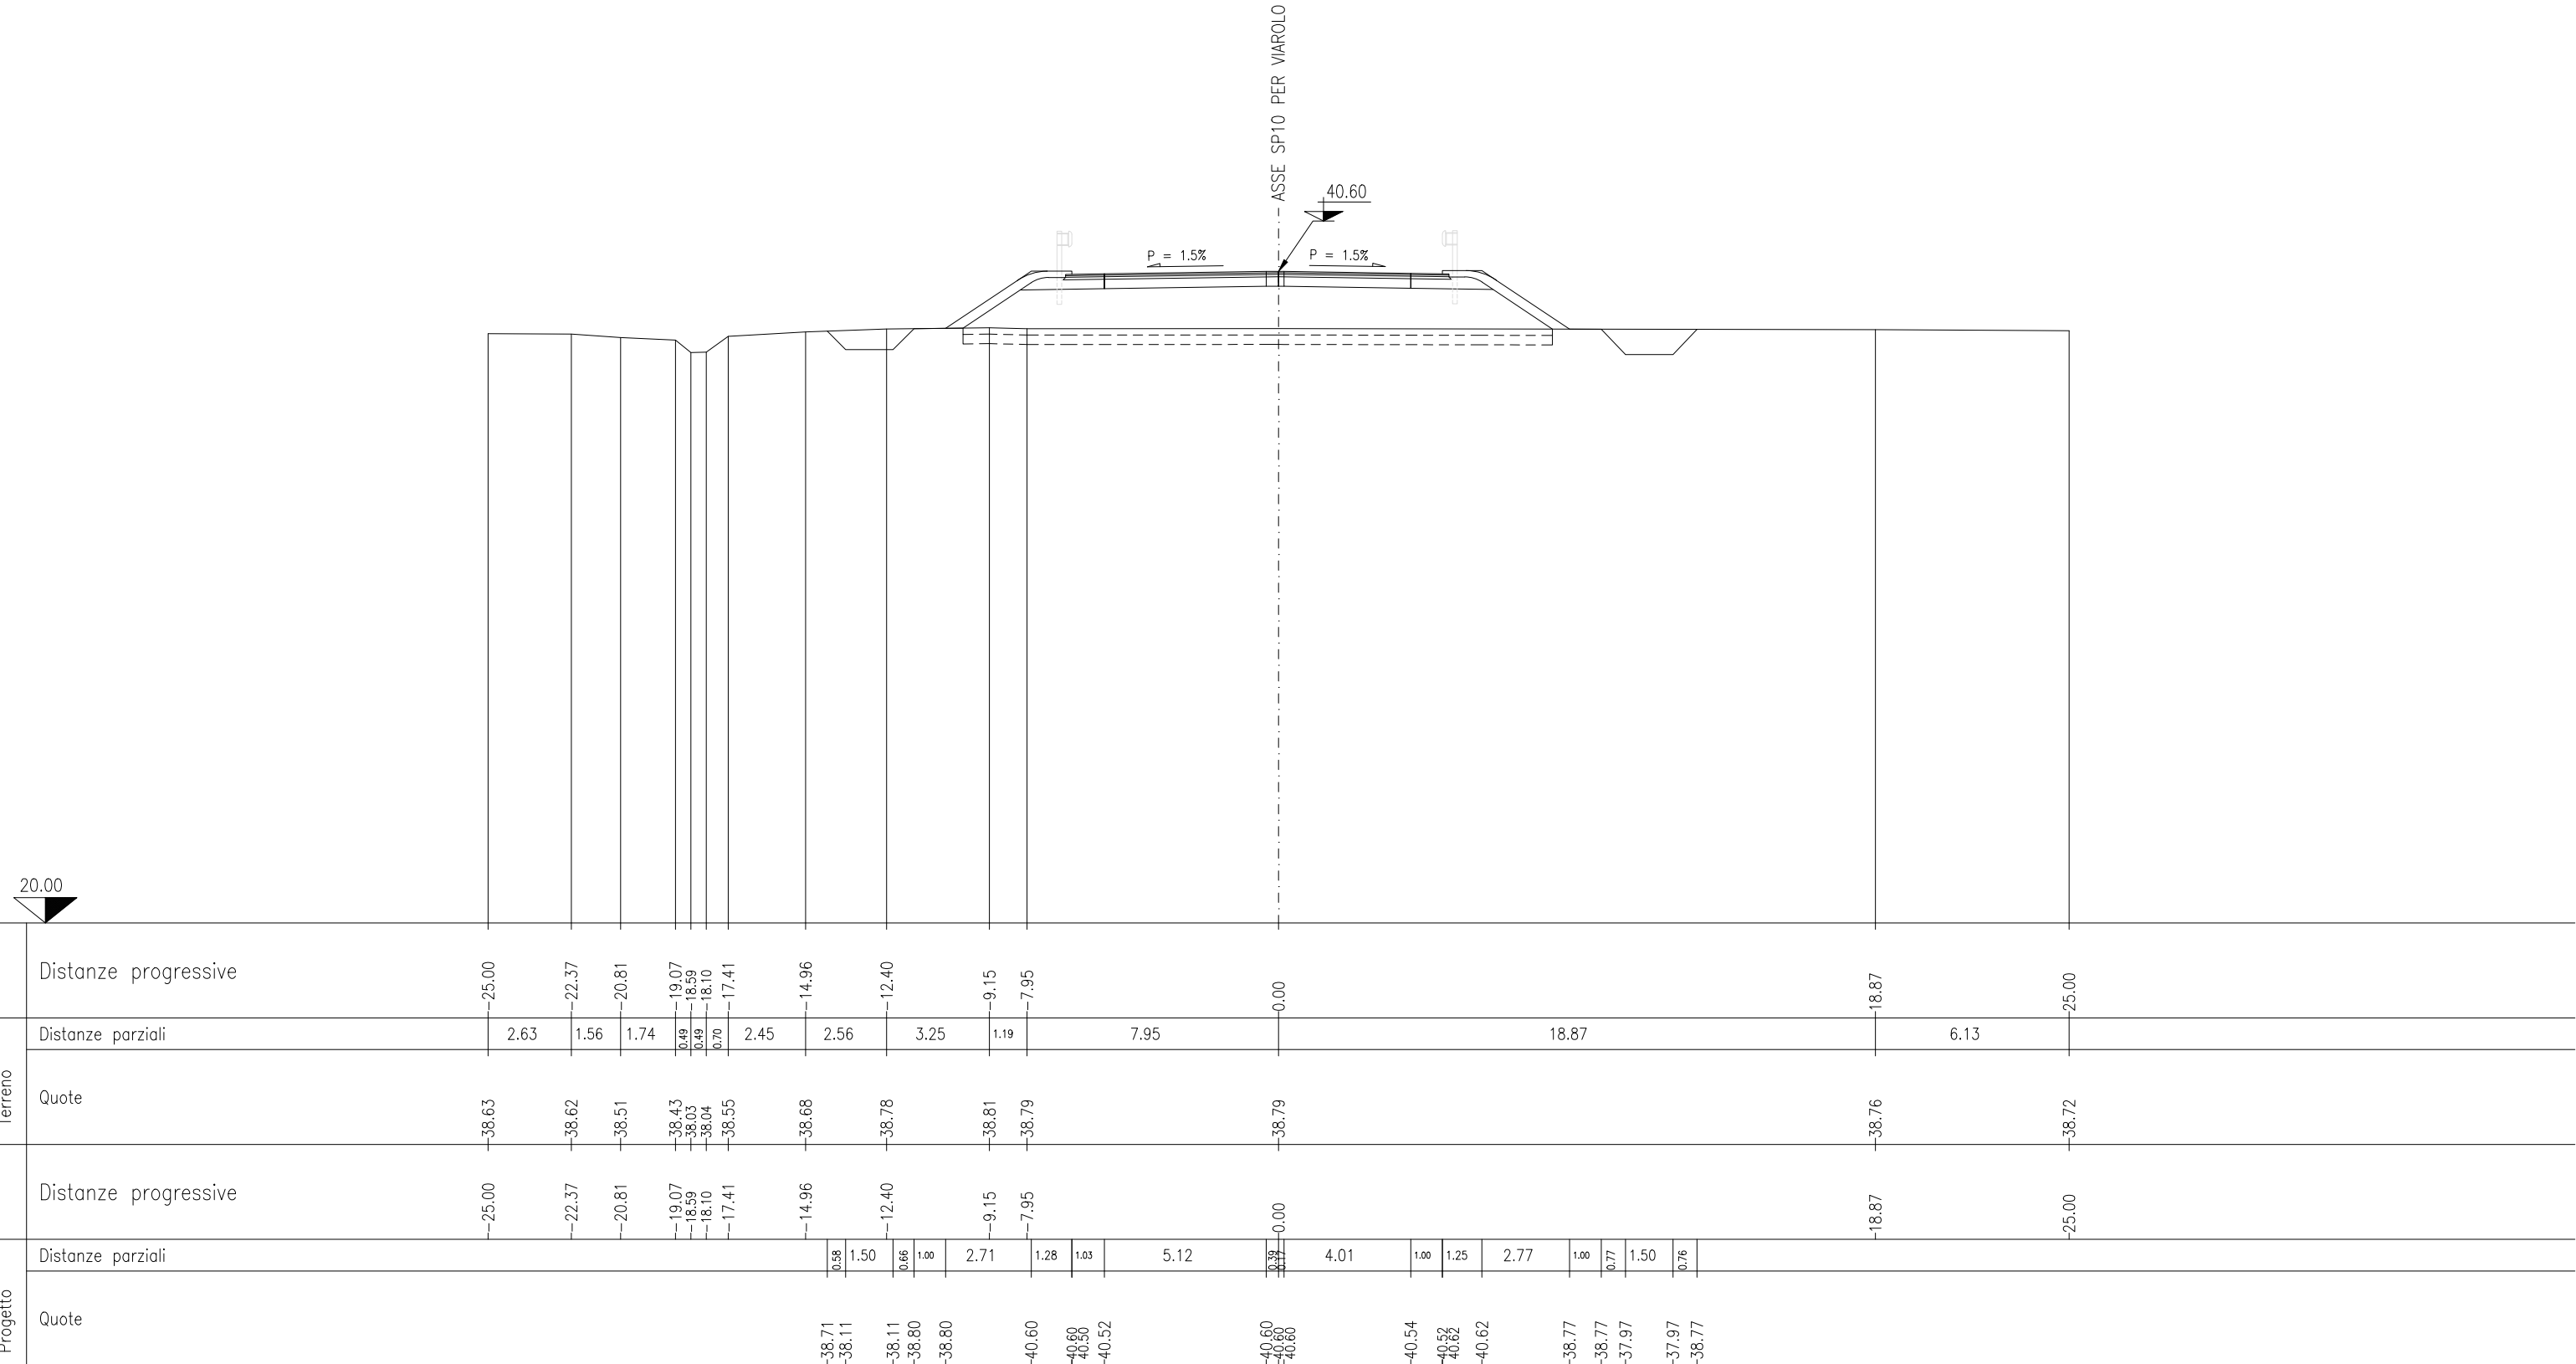 ASSE SP10 PER VIAROLO
40.60
P = 1.5%
P = 1.5%
20.00
Terreno
Distanze progressive
-25.00 -22.37 -20.81 -19.07 -18.59 -18.10 -17.41 -14.96 -12.40 -9.15 -7.95 0.00 18.87 25.00
Distanze parziali
2.63 1.56 1.74 0.49 0.49 0.70 2.45 2.56 3.25 1.19 7.95 18.87 6.13
Quote
38.63 38.62 38.51 38.43 38.03 38.04 38.55 38.68 38.78 38.81 38.79 38.79 38.76 38.72
Progetto
Distanze progressive
-25.00 -22.37 -20.81 -19.07 -18.59 -18.10 -17.41 -14.96 -12.40 -9.15 -7.95 0.00 18.87 25.00
Distanze parziali
0.58 1.50 0.66 1.00 2.71 1.28 1.03 5.12 0.39 0.17 4.01 1.00 1.25 2.77 1.00 0.77 1.50 0.76
Quote
38.71 38.11 38.11 38.80 38.80 40.60 40.60 40.50 40.52 40.60 40.60 40.60 40.54 40.52 40.62 40.62 38.77 38.77 37.97 37.97 38.77